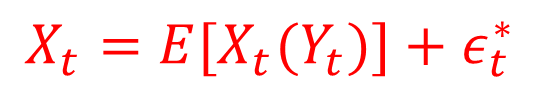 X_t = E[X_t(Y_t)] + ϵ_t^*